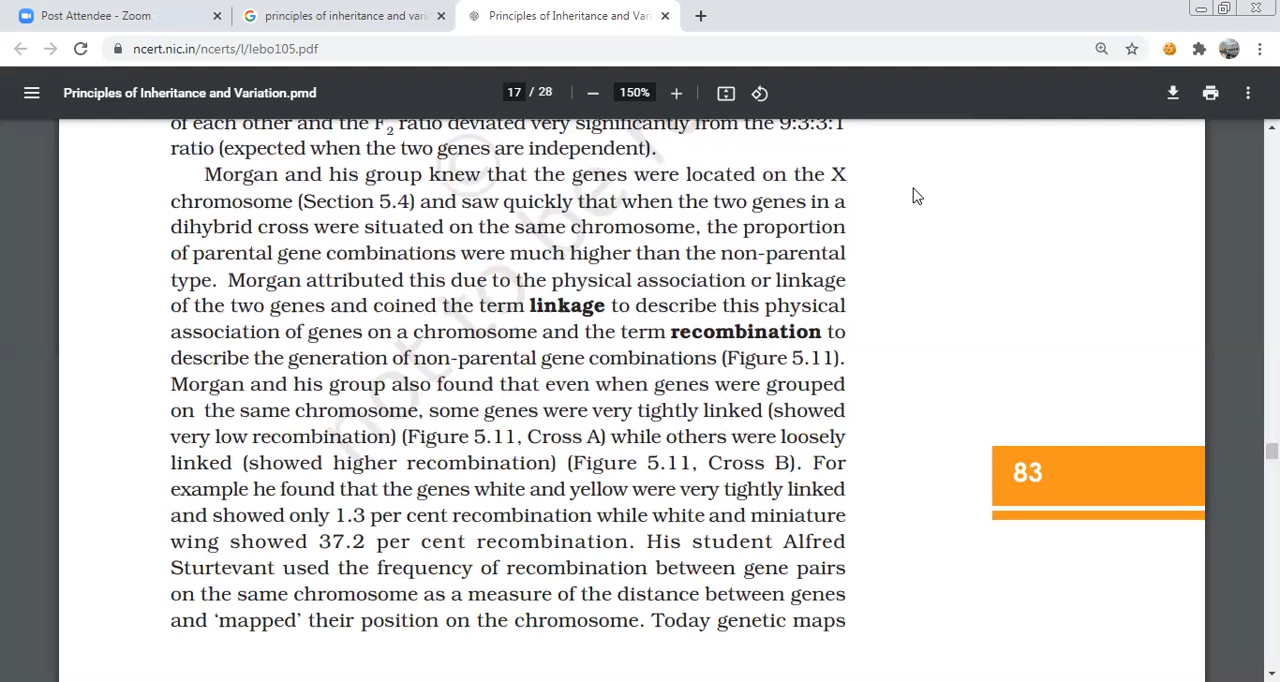 Post Attendee - Zoom
principles of inheritance and vari
Principles of Inheritance and Vari
ncert.nic.in/ncerts/l/lebo105.pdf
Principles of Inheritance and Variation.pmd
17 / 28
150%
of each other and the F2 ratio deviated very significantly from the 9:3:3:1
ratio (expected when the two genes are independent).
Morgan and his group knew that the genes were located on the X
chromosome (Section 5.4) and saw quickly that when the two genes in a
dihybrid cross were situated on the same chromosome, the proportion
of parental gene combinations were much higher than the non-parental
type. Morgan attributed this due to the physical association or linkage
of the two genes and coined the term linkage to describe this physical
association of genes on a chromosome and the term recombination to
describe the generation of non-parental gene combinations (Figure 5.11).
Morgan and his group also found that even when genes were grouped
on the same chromosome, some genes were very tightly linked (showed
very low recombination) (Figure 5.11, Cross A) while others were loosely
linked (showed higher recombination) (Figure 5.11, Cross B). For
example he found that the genes white and yellow were very tightly linked
and showed only 1.3 per cent recombination while white and miniature
wing showed 37.2 per cent recombination. His student Alfred
Sturtevant used the frequency of recombination between gene pairs
on the same chromosome as a measure of the distance between genes
and ‘mapped’ their position on the chromosome. Today genetic maps
83
©
not to be